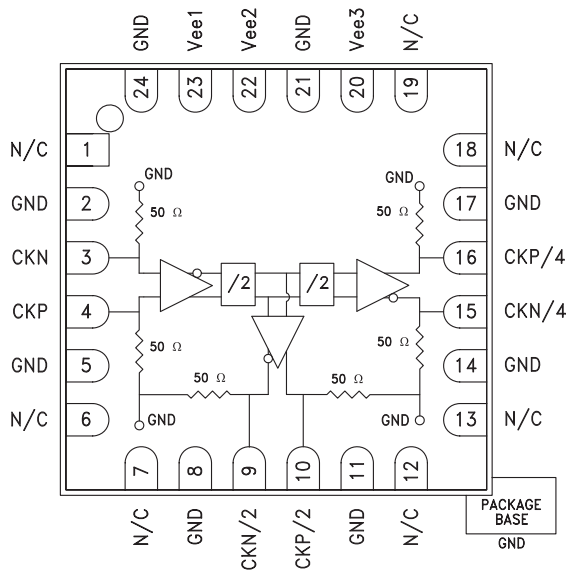 GND Vee1 Vee2 GND Vee3 N/C
24 23 22 21 20 19
N/C 1 18 N/C
GND GND
GND 2 17 GND
50 Ω 50 Ω
CKN 3 16 CKP/4
/2 /2
CKP 4 15 CKN/4
50 Ω 50 Ω
GND 5 14 GND
50 Ω 50 Ω
N/C 6 GND GND 13 N/C
7 8 9 10 11 12
N/C GND CKN/2 CKP/2 GND N/C
PACKAGE
BASE
GND